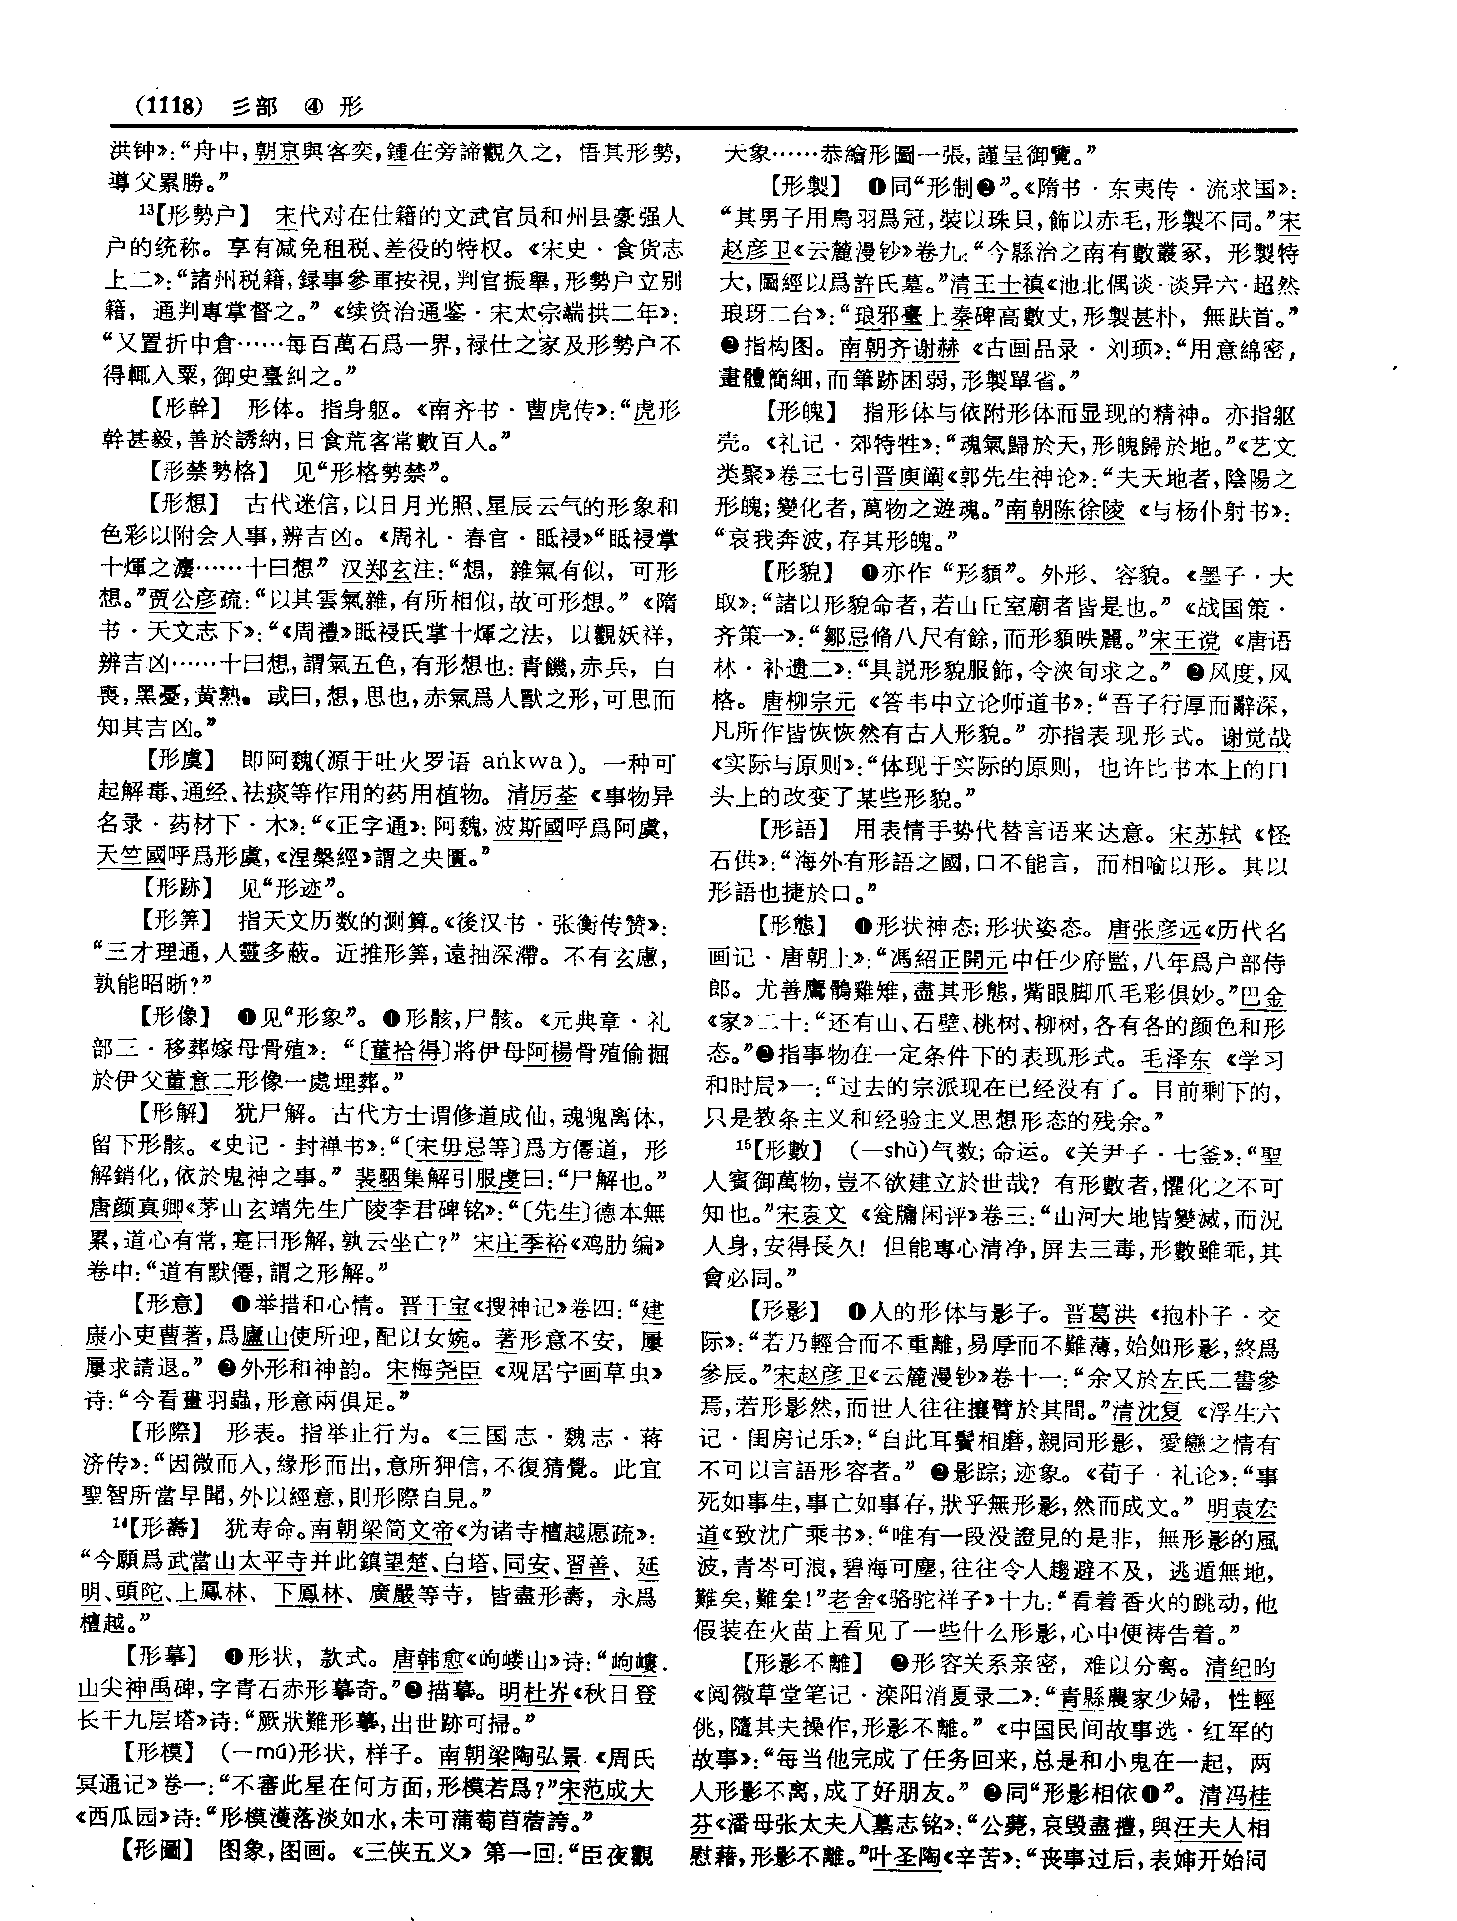 (1118) 彡部 ④ 形
洪钟》:“舟中,朝京與客奕,鍾在旁諦觀久之, 悟其形勢,
導父累勝。”
13【形勢户】 宋代对在仕籍的文武官员和州县豪强人
户的统称。享有减免租税、差役的特权。《宋史·食货志
上二》:“諸州税籍,録事參軍按視,判官振舉,形勢户立别
籍, 通判專掌督之。”《续资治通鉴·宋太宗端拱二年》:
“又置折中倉……每百萬石爲一界,禄仕之家及形勢户不
得輒入粟,御史臺糾之。”
【形幹】 形体。指身躯。《南齐书·曹虎传》:“虎形
幹甚毅,善於誘納,日食荒客常數百人。”
【形禁勢格】 见“形格勢禁”。
【形想】 古代迷信,以日月光照、星辰云气的形象和
色彩以附会人事,辨吉凶。《周礼·春官·眡祲》“眡祲掌
十煇之灋……十曰想” 汉郑玄注:“想, 雜氣有似, 可形
想。”贾公彦疏:“以其雲氣雜,有所相似,故可形想。”《隋
书·天文志下》:“《周禮》眡祲氏掌十煇之法, 以觀妖祥,
辨吉凶……十曰想,謂氣五色,有形想也:青饑,赤兵, 白
喪,黑憂,黄熟。或曰,想,思也,赤氣爲人獸之形,可思而
知其吉凶。”
【形虞】 即阿魏(源于吐火罗语 aṅkwa)。一种可
起解毒、通经、祛痰等作用的药用植物。清厉荃《事物异
名录·药材下·木》:“《正字通》:阿魏,波斯國呼爲阿虞,
天竺國呼爲形虞,《涅槃經》謂之央匱。”
【形跡】 见“形迹”。
【形筭】 指天文历数的测算。《後汉书·张衡传赞》:
“三才理通,人靈多蔽。近推形筭,遠抽深滯。不有玄慮,
孰能昭晣?”
【形像】 ❶见“形象”。❶形骸,尸骸。《元典章·礼
部三·移葬嫁母骨殖》: “〔董拾得〕將伊母阿楊骨殖偷掘
於伊父董意二形像一處埋葬。”
【形解】 犹尸解。古代方士谓修道成仙,魂魂离体,
留下形骸。《史记·封禅书》:“〔宋毋忌等〕爲方僊道, 形
解銷化,依於鬼神之事。”裴駰集解引服虔曰:“尸解也。”
唐颜真卿《茅山玄靖先生广陵李君碑铭》:“〔先生〕德本無
累,道心有常,寔曰形解,孰云坐亡?” 宋庄季裕《鸡肋编》
卷中:“道有默僊,謂之形解。”
【形意】 ❶举措和心情。晋干宝《搜神记》卷四:“建
康小吏曹著,爲廬山使所迎,配以女婉。著形意不安, 屢
屢求請退。” ❷外形和神韵。宋梅尧臣《观居宁画草虫》
诗:“今看畫羽蟲,形意兩俱足。”
【形際】 形表。指举止行为。《三国志·魏志·蒋
济传》:“因微而入,緣形而出,意所狎信,不復猜覺。此宜
聖智所當早聞,外以經意,則形際自見。”
14【形壽】 犹寿命。南朝梁简文帝《为诸寺檀越愿疏》:
“今願爲武當山太平寺并此鎮望楚、白塔、同安、習善、延
明、頭陀、上鳳林、 下鳳林、 廣嚴等寺, 皆盡形壽, 永爲
檀越。”
【形摹】 ❶形状, 款式。唐韩愈《岣嵝山》诗:“岣嶁
山尖神禹碑,字青石赤形摹奇。”❷描摹。明杜岕《秋日登
长干九层塔》诗:“厥狀難形摹,出世跡可掃。”
【形模】 (—mú)形状, 样子。南朝梁陶弘景《周氏
冥通记》卷一:“不審此星在何方面,形模若爲?”宋范成大
《西瓜园》诗:“形模濩落淡如水,未可蒲萄苜蓿誇。”
【形圖】 图象,图画。《三侠五义》第一回:“臣夜觀
天象……恭繪形圖一張,謹呈御覽。”
【形製】 ❶同“形制❷”。《隋书·东夷传·流求国》:
“其男子用鳥羽爲冠,裝以珠貝,飾以赤毛,形製不同。”宋
赵彦卫《云麓漫钞》卷九:“今縣治之南有數叢冢, 形製特
大,圖經以爲許氏墓。”清王士禛《池北偶谈·谈异六·超然
琅玡二台》:“琅邪臺上秦碑高數丈,形製甚朴, 無趺首。”
❷指构图。南朝齐谢赫《古画品录·刘顼》:“用意綿密,
畫體簡細,而筆跡困弱,形製單省。”
【形魄】 指形体与依附形体而显现的精神。亦指躯
壳。《礼记·郊特牲》:“魂氣歸於天,形魄歸於地。”《艺文
类聚》卷三七引晋庾阐《郭先生神论》:“夫天地者,陰陽之
形魄;變化者,萬物之遊魂。”南朝陈徐陵《与杨仆射书》:
“哀我奔波,存其形魄。”
【形貌】 ❶亦作“形䫉”。外形、容貌。《墨子·大
取》:“諸以形貌命者,若山丘室廟者皆是也。”《战国策·
齐策一》:“鄒忌脩八尺有餘,而形䫉昳麗。”宋王谠《唐语
林·补遗二》:“具説形貌服飾,令浹旬求之。” ❷风度,风
格。唐柳宗元《答韦中立论师道书》:“吾子行厚而辭深,
凡所作皆恢恢然有古人形貌。”亦指表现形式。谢觉哉
《实际与原则》:“体现于实际的原则, 也许比书本上的口
头上的改变了某些形貌。”
【形語】 用表情手势代替言语来达意。宋苏轼《怪
石供》:“海外有形語之國,口不能言, 而相喻以形。其以
形語也捷於口。”
【形態】 ❶形状神态;形状姿态。唐张彦远《历代名
画记·唐朝上》:“馮紹正開元中任少府監,八年爲户部侍
郎。尤善鷹鶻雞雉,盡其形態,觜眼脚爪毛彩俱妙。”巴金
《家》二十:“还有山、石壁、桃树、柳树,各有各的颜色和形
态。”❷指事物在一定条件下的表现形式。毛泽东《学习
和时局》一:“过去的宗派现在已经没有了。目前剩下的,
只是教条主义和经验主义思想形态的残余。”
15【形數】 (—shù)气数;命运。《关尹子·七釜》:“聖
人賓御萬物,豈不欲建立於世哉?有形數者,懼化之不可
知也。”宋袁文《瓮牖闲评》卷三:“山河大地皆變滅,而况
人身,安得長久!但能專心清净,屏去三毒,形數雖乖,其
會必同。”
【形影】 ❶人的形体与影子。晋葛洪《抱朴子·交
际》:“若乃輕合而不重離,易厚而不難薄,始如形影,終爲
參辰。”宋赵彦卫《云麓漫钞》卷十一:“余又於左氏二書參
焉,若形影然,而世人往往攘臂於其間。”清沈复《浮生六
记·闺房记乐》:“自此耳鬢相磨,親同形影, 愛戀之情有
不可以言語形容者。” ❷影踪;迹象。《荀子·礼论》:“事
死如事生,事亡如事存,狀乎無形影,然而成文。” 明袁宏
道《致沈广乘书》:“唯有一段没證見的是非, 無形影的風
波,青岑可浪,碧海可塵,往往令人趨避不及, 逃遁無地,
難矣,難矣!”老舍《骆驼祥子》十九:“看着香火的跳动,他
假装在火苗上看见了一些什么形影,心中便祷告着。”
【形影不離】 ❷形容关系亲密, 难以分离。清纪昀
《阅微草堂笔记·滦阳消夏录二》:“青縣農家少婦, 性輕
佻,隨其夫操作,形影不離。”《中国民间故事选·红军的
故事》:“每当他完成了任务回来,总是和小鬼在一起, 两
人形影不离,成了好朋友。” ❷同“形影相依❶”。清冯桂
芬《潘母张太夫人墓志铭》:“公薨,哀毁盡禮,與汪夫人相
慰藉,形影不離。”叶圣陶《辛苦》:“丧事过后,表婶开始同